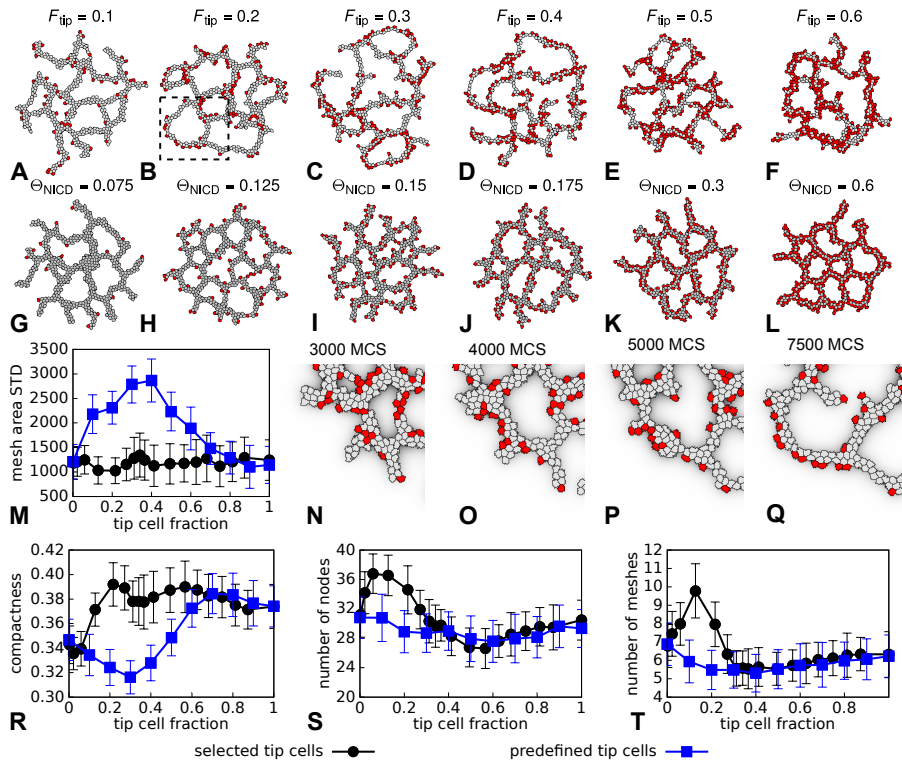 F_tip = 0.1 F_tip = 0.2 F_tip = 0.3 F_tip = 0.4 F_tip = 0.5 F_tip = 0.6
A B C D E F
Θ_NICD = 0.075 Θ_NICD = 0.125 Θ_NICD = 0.15 Θ_NICD = 0.175 Θ_NICD = 0.3 Θ_NICD = 0.6
G H I J K L
mesh area STD
3500
3000
2500
2000
1500
1000
500
0 0.2 0.4 0.6 0.8 1
tip cell fraction
M
3000 MCS 4000 MCS 5000 MCS 7500 MCS
N O P Q
compactness
0.42
0.40
0.38
0.36
0.34
0.32
0.30
0 0.2 0.4 0.6 0.8 1
tip cell fraction
R
number of nodes
40
36
32
28
24
20
0 0.2 0.4 0.6 0.8 1
tip cell fraction
S
number of meshes
12
11
10
9
8
7
6
5
4
0 0.2 0.4 0.6 0.8 1
tip cell fraction
T
selected tip cells predefined tip cells